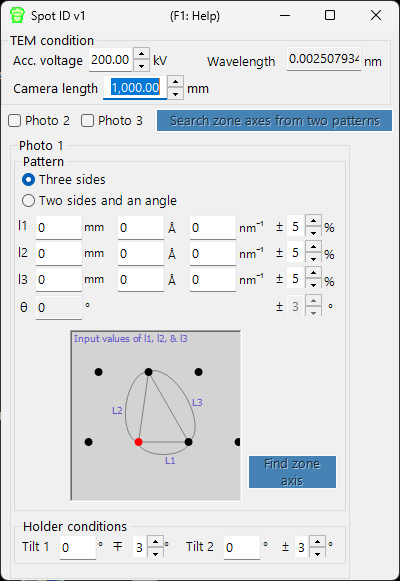 Spot ID v1 (F1: Help)
TEM condition
Acc. voltage 200.00 kV Wavelength 0.002507934 nm
Camera length 1,000.00 mm
Photo 2 Photo 3 Search zone axes from two patterns
Photo 1
Pattern
Three sides
Two sides and an angle
l1 0 mm 0 Å 0 nm⁻¹ ± 5 %
l2 0 mm 0 Å 0 nm⁻¹ ± 5 %
l3 0 mm 0 Å 0 nm⁻¹ ± 5 %
θ 0 ° ± 3 °
Input values of l1, l2, & l3
L2 L3
L1
Find zone
axis
Holder conditions
Tilt 1 0 ° ∓ 3 ° Tilt 2 0 ° ± 3 °